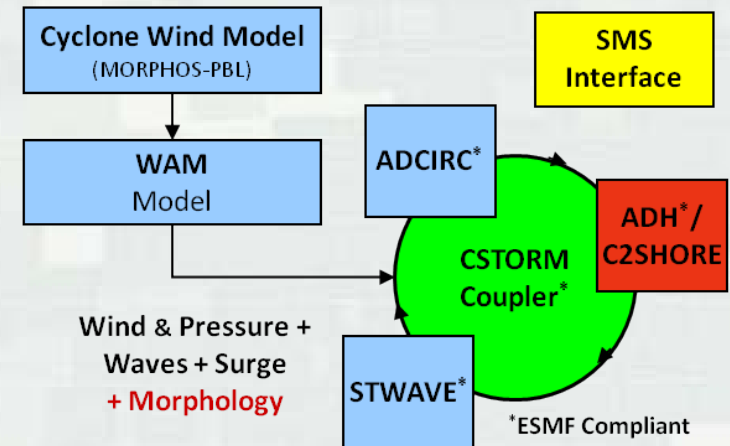 Cyclone Wind Model
(MORPHOS-PBL)
SMS
Interface
WAM
Model
ADCIRC*
ADH*/
C2SHORE
CSTORM
Coupler*
Wind & Pressure +
Waves + Surge
+ Morphology
STWAVE*
*ESMF Compliant